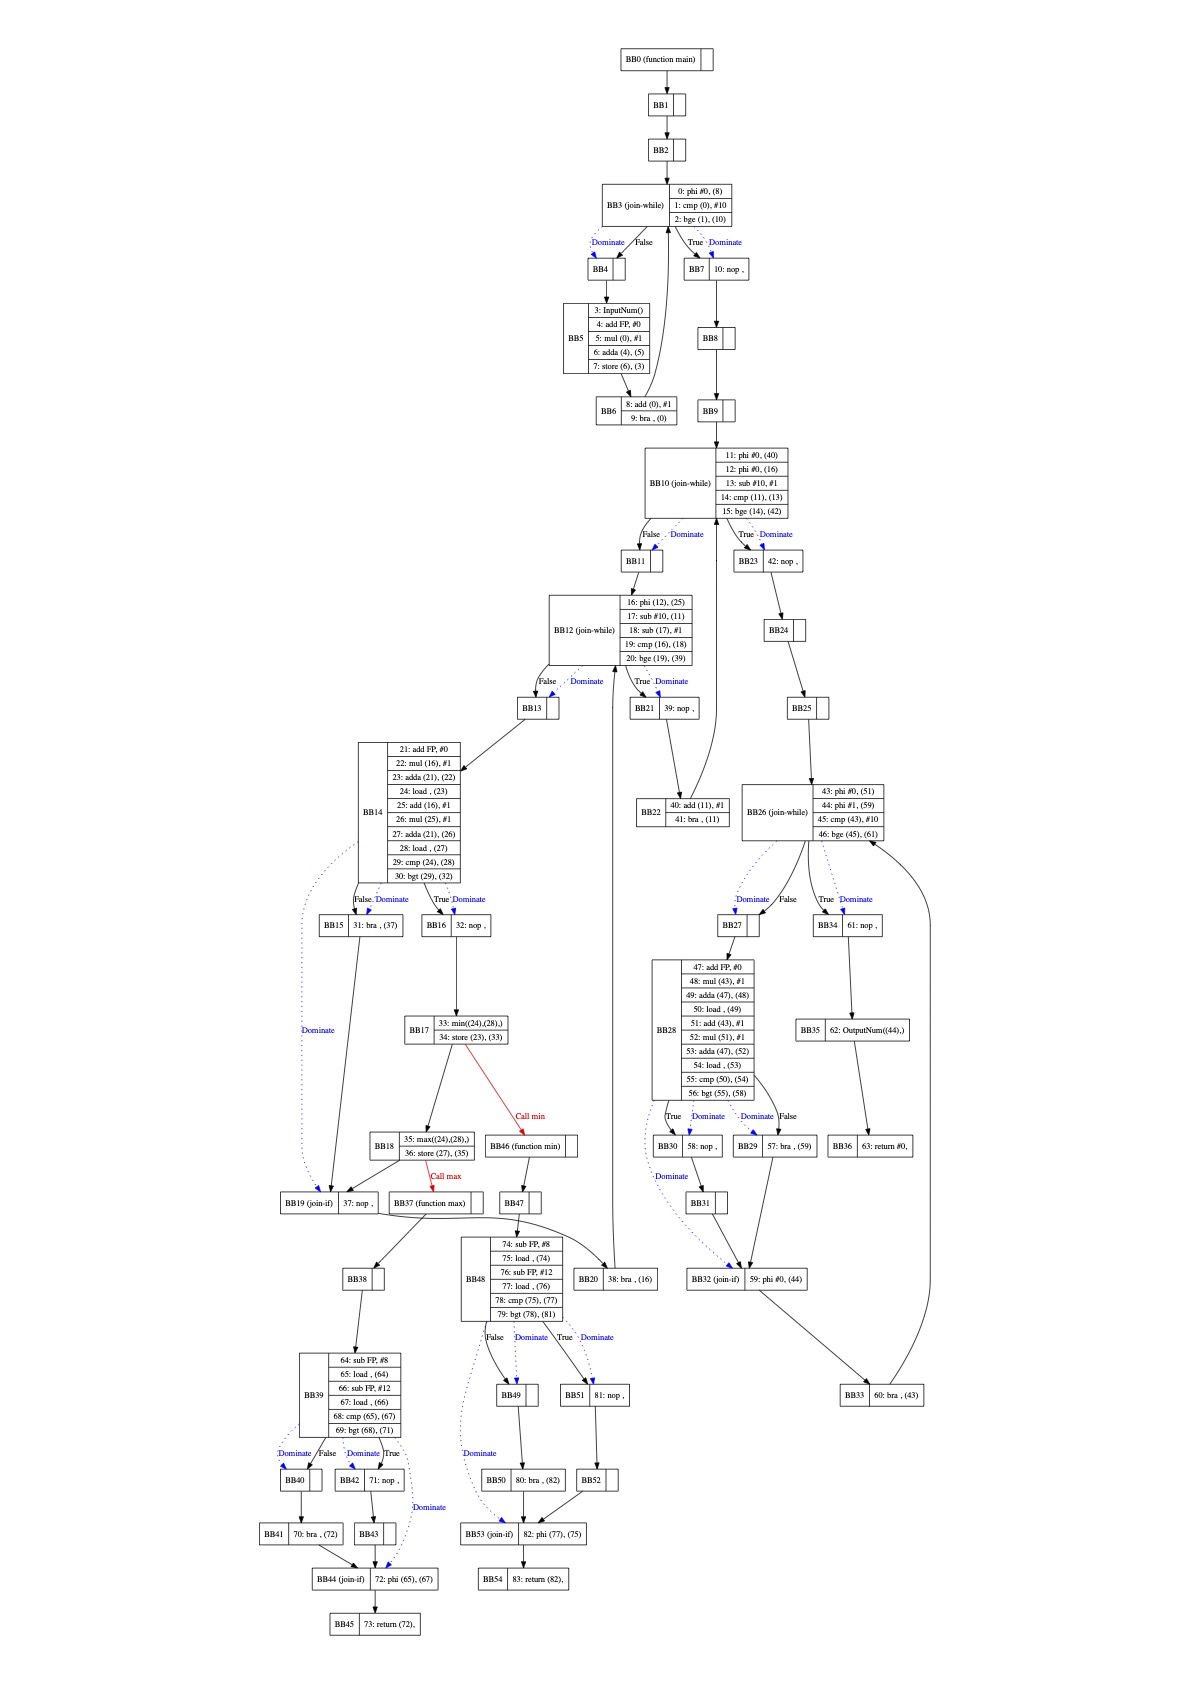 BB0 (function main)
BB1
BB2
BB3 (join-while)
0: phi #0, (8)
1: cmp (0), #10
2: bge (1), (10)
Dominate
False
True
Dominate
BB4
BB7
10: nop ,
BB5
3: InputNum()
4: add FP, #0
5: mul (0), #1
6: adda (4), (5)
7: store (6), (3)
BB8
BB6
8: add (0), #1
9: bra , (0)
BB9
BB10 (join-while)
11: phi #0, (40)
12: phi #0, (16)
13: sub #10, #1
14: cmp (11), (13)
15: bge (14), (42)
False
Dominate
True
Dominate
BB11
BB23
42: nop ,
BB12 (join-while)
16: phi (12), (25)
17: sub #10, (11)
18: sub (17), #1
19: cmp (16), (18)
20: bge (19), (39)
BB24
False
Dominate
True
Dominate
BB13
BB21
39: nop ,
BB25
BB14
21: add FP, #0
22: mul (16), #1
23: adda (21), (22)
24: load , (23)
25: add (16), #1
26: mul (25), #1
27: adda (21), (26)
28: load , (27)
29: cmp (24), (28)
30: bgt (29), (32)
BB22
40: add (11), #1
41: bra , (11)
BB26 (join-while)
43: phi #0, (51)
44: phi #1, (59)
45: cmp (43), #10
46: bge (45), (61)
False
Dominate
True
Dominate
Dominate
False
True
Dominate
BB15
31: bra , (37)
BB16
32: nop ,
BB27
BB34
61: nop ,
BB28
47: add FP, #0
48: mul (43), #1
49: adda (47), (48)
50: load , (49)
51: add (43), #1
52: mul (51), #1
53: adda (47), (52)
54: load , (53)
55: cmp (50), (54)
56: bgt (55), (58)
BB17
33: min((24),(28),)
34: store (23), (33)
Dominate
BB35
62: OutputNum((44),)
Call min
True
Dominate
Dominate
False
BB18
35: max((24),(28),)
36: store (27), (35)
BB46 (function min)
BB30
58: nop ,
BB29
57: bra , (59)
BB36
63: return #0,
Call max
Dominate
BB19 (join-if)
37: nop ,
BB37 (function max)
BB47
BB31
BB38
BB48
74: sub FP, #8
75: load , (74)
76: sub FP, #12
77: load , (76)
78: cmp (75), (77)
79: bgt (78), (81)
BB20
38: bra , (16)
BB32 (join-if)
59: phi #0, (44)
False
Dominate
True
Dominate
BB39
64: sub FP, #8
65: load , (64)
66: sub FP, #12
67: load , (66)
68: cmp (65), (67)
69: bgt (68), (71)
BB49
BB51
81: nop ,
BB33
60: bra , (43)
Dominate
False
Dominate
True
Dominate
BB40
BB42
71: nop ,
BB50
80: bra , (82)
BB52
Dominate
BB41
70: bra , (72)
BB43
BB53 (join-if)
82: phi (77), (75)
BB44 (join-if)
72: phi (65), (67)
BB54
83: return (82),
BB45
73: return (72),